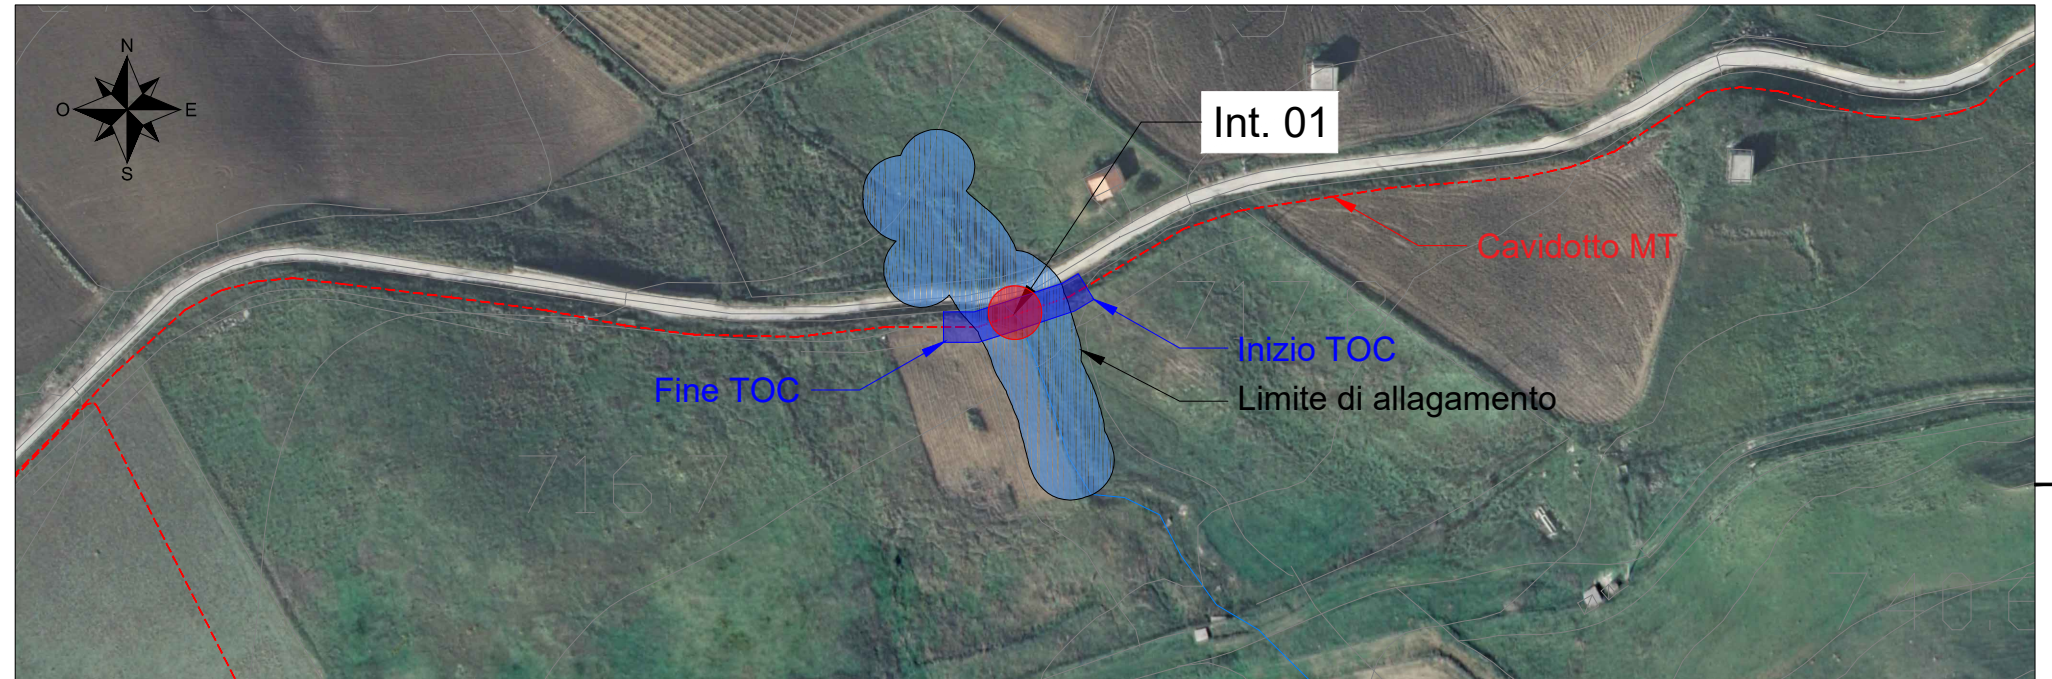 N
O
E
S
Int. 01
Cavidotto MT
Inizio TOC
Fine TOC
Limite di allagamento